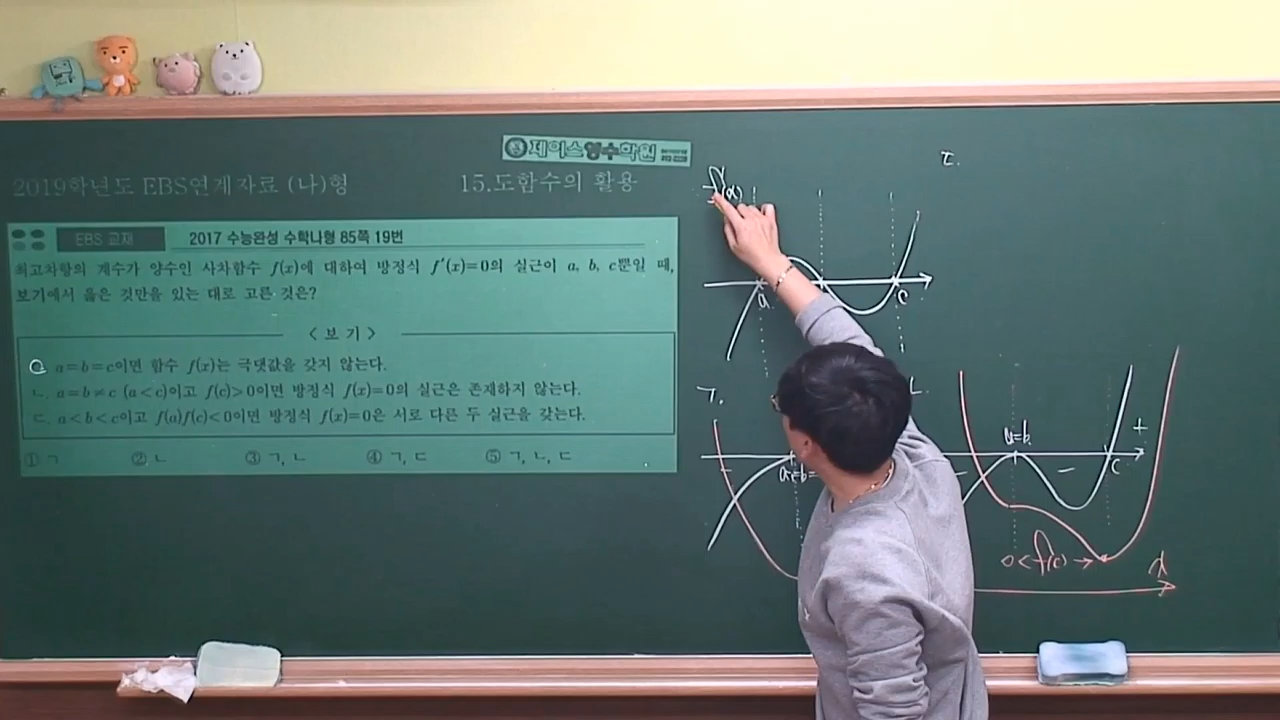 제이스영수학원
2019학년도 EBS연계자료 (나)형
15.도함수의 활용
EBS 교재
2017 수능완성 수학나형 85쪽 19번
최고차항의 계수가 양수인 사차함수 f(x)에 대하여 방정식 f′(x)=0의 실근이 a, b, c뿐일 때,
보기에서 옳은 것만을 있는 대로 고른 것은?
< 보 기 >
a=b=c이면 함수 f(x)는 극댓값을 갖지 않는다.
ㄴ. a=b≠c (a<c)이고 f(c)>0이면 방정식 f(x)=0의 실근은 존재하지 않는다.
ㄷ. a<b<c이고 f(a)f(c)<0이면 방정식 f(x)=0은 서로 다른 두 실근을 갖는다.
① ㄱ ② ㄴ ③ ㄱ, ㄴ ④ ㄱ, ㄷ ⑤ ㄱ, ㄴ, ㄷ
ㄷ.
a
c
ㄱ.
ㄴ.
a=b=
a=b
+
−
−
−
c
0<f(c)→
x